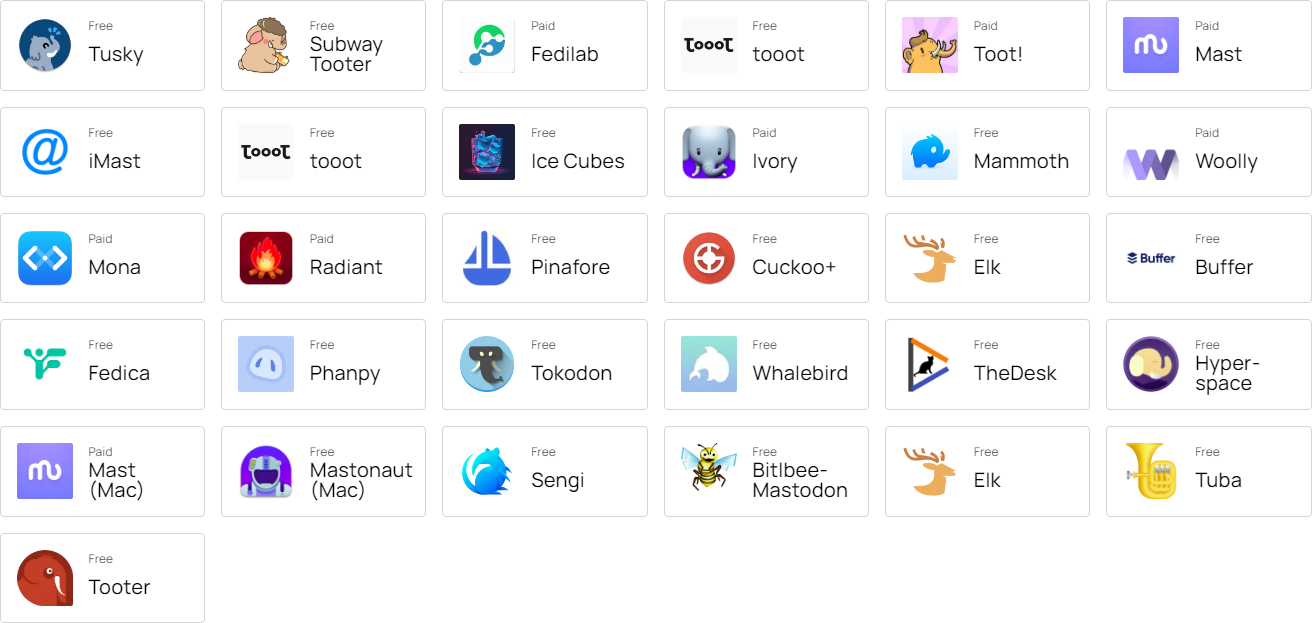 Free
Tusky
Free
Subway
Tooter
Paid
Fedilab
TOOOT
Free
tooot
Paid
Toot!
Paid
Mast
Free
iMast
TOOOT
Free
tooot
Free
Ice Cubes
Paid
Ivory
Free
Mammoth
Paid
Woolly
Paid
Mona
Paid
Radiant
Free
Pinafore
Free
Cuckoo+
Free
Elk
Buffer
Free
Buffer
Free
Fedica
Free
Phanpy
Free
Tokodon
Free
Whalebird
Free
TheDesk
Free
Hyper-
space
Paid
Mast
(Mac)
Free
Mastonaut
(Mac)
Free
Sengi
Free
Bitlbee-
Mastodon
Free
Elk
Free
Tuba
Free
Tooter